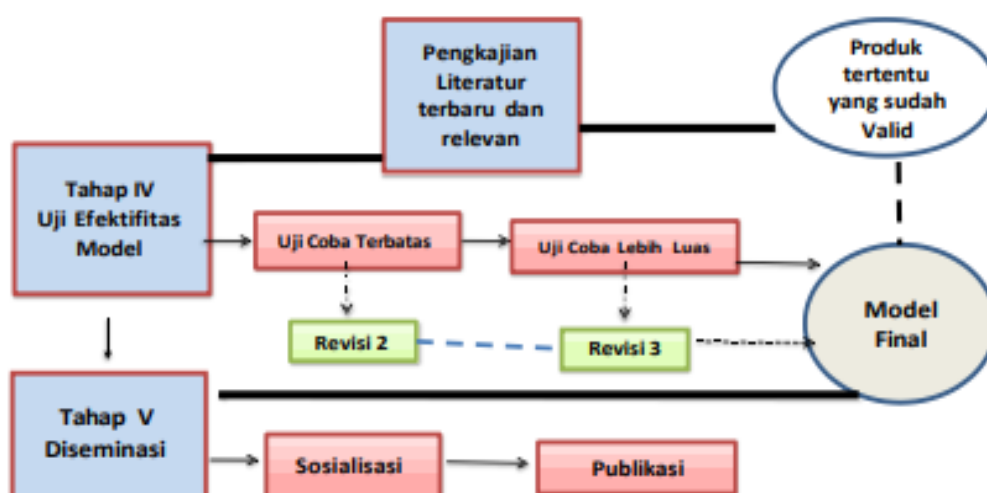 Pengkajian
Literatur
terbaru dan
relevan
Produk
tertentu
yang sudah
Valid
Tahap IV
Uji Efektifitas
Model
Uji Coba Terbatas
Uji Coba Lebih Luas
Model
Final
Revisi 2
Revisi 3
Tahap V
Diseminasi
Sosialisasi
Publikasi